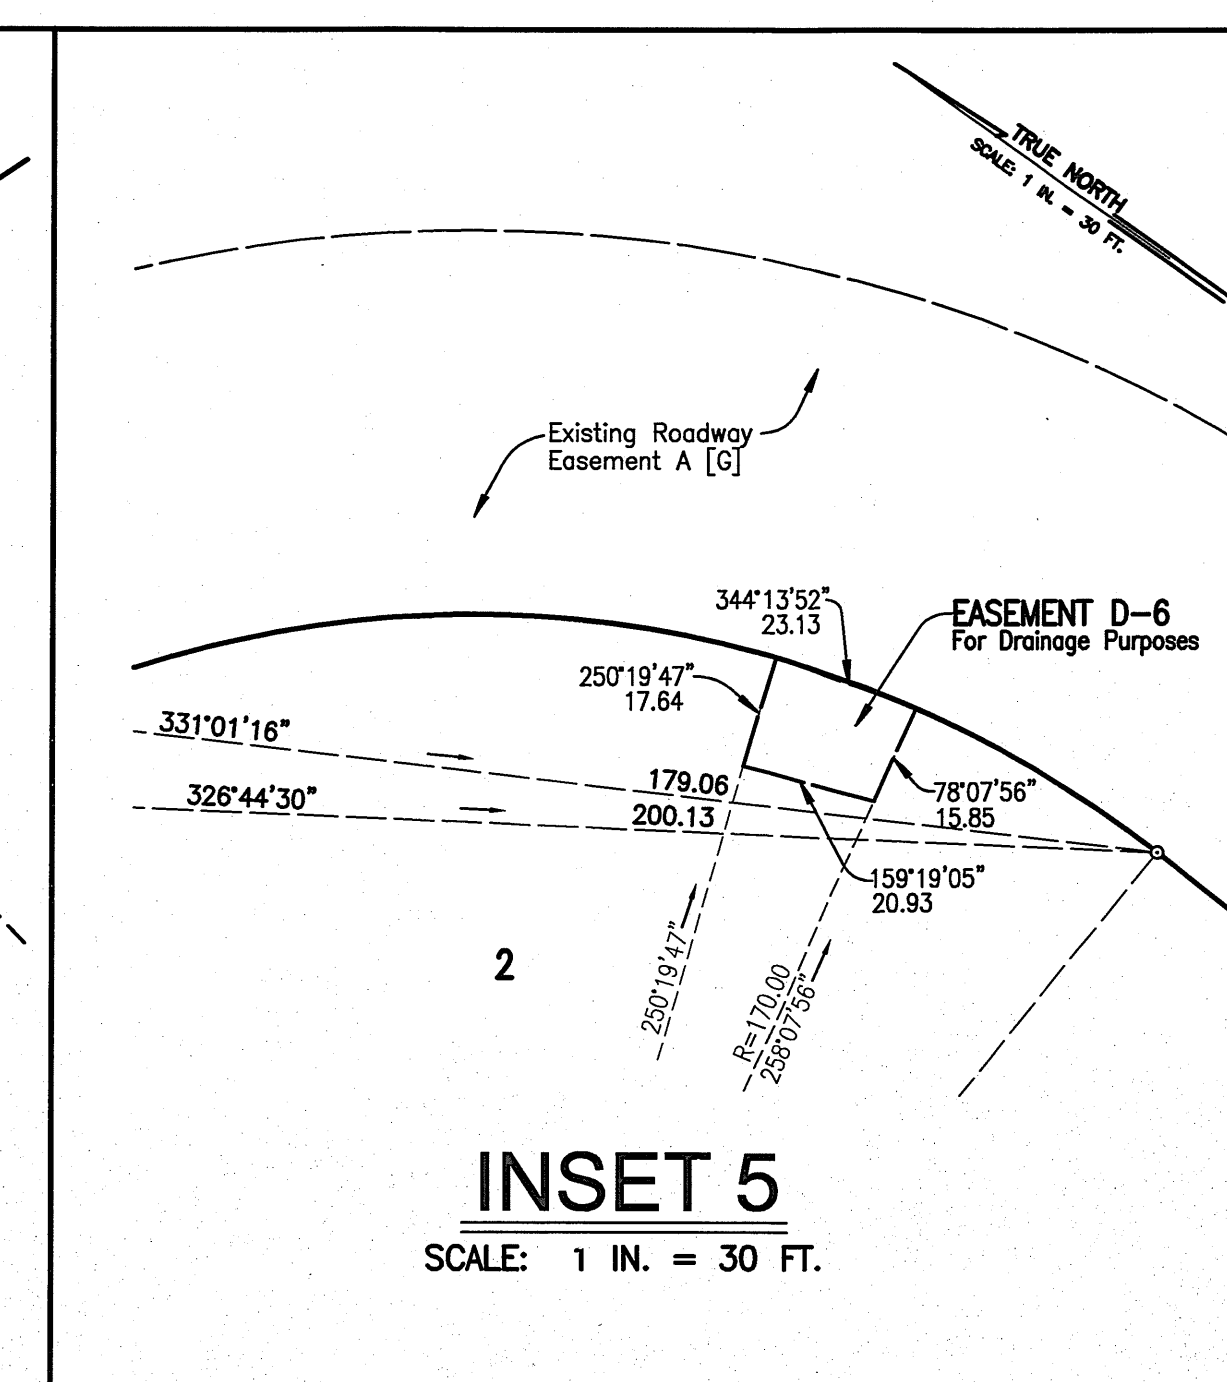 TRUE NORTH
SCALE: 1 IN. = 30 FT.
Existing Roadway
Easement A [G]
344°13'52"
23.13
EASEMENT D-6
For Drainage Purposes
250°19'47"
17.64
331°01'16"
179.06
326°44'30"
200.13
78°07'56"
15.85
159°19'05"
20.93
250°19'47"
R=170.00
258°07'56"
2
INSET 5
SCALE: 1 IN. = 30 FT.